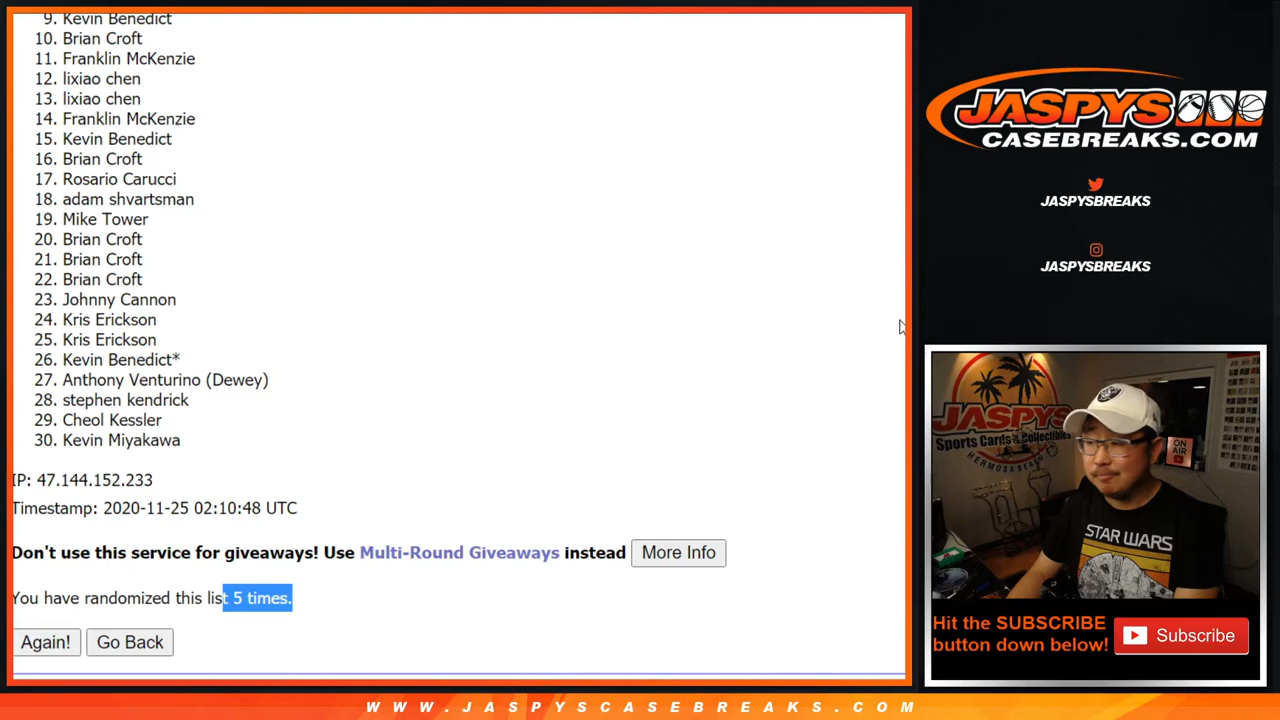 9. Kevin Benedict
10. Brian Croft
11. Franklin McKenzie
12. lixiao chen
13. lixiao chen
14. Franklin McKenzie
15. Kevin Benedict
16. Brian Croft
17. Rosario Carucci
18. adam shvartsman
19. Mike Tower
20. Brian Croft
21. Brian Croft
22. Brian Croft
23. Johnny Cannon
24. Kris Erickson
25. Kris Erickson
26. Kevin Benedict*
27. Anthony Venturino (Dewey)
28. stephen kendrick
29. Cheol Kessler
30. Kevin Miyakawa
IP: 47.144.152.233
Timestamp: 2020-11-25 02:10:48 UTC
Don't use this service for giveaways! Use Multi-Round Giveaways instead More Info
You have randomized this list 5 times.
Again! Go Back
JASPYS
CASEBREAKS.COM
JASPYSBREAKS
JASPYSBREAKS
JASPYS
Sports Cards & Collectibles
HERMOSA BEACH
ON AIR
STAR WARS
Hit the SUBSCRIBE
button down below!
Subscribe
WWW.JASPYSCASEBREAKS.COM